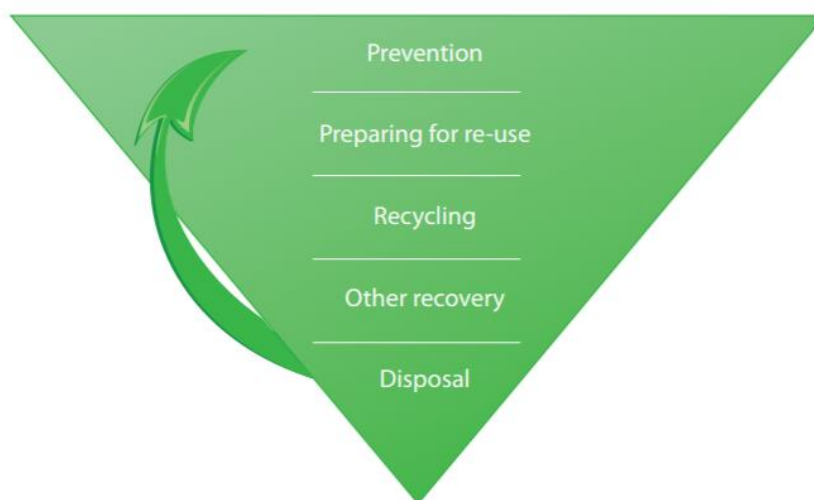 Prevention
Preparing for re-use
Recycling
Other recovery
Disposal